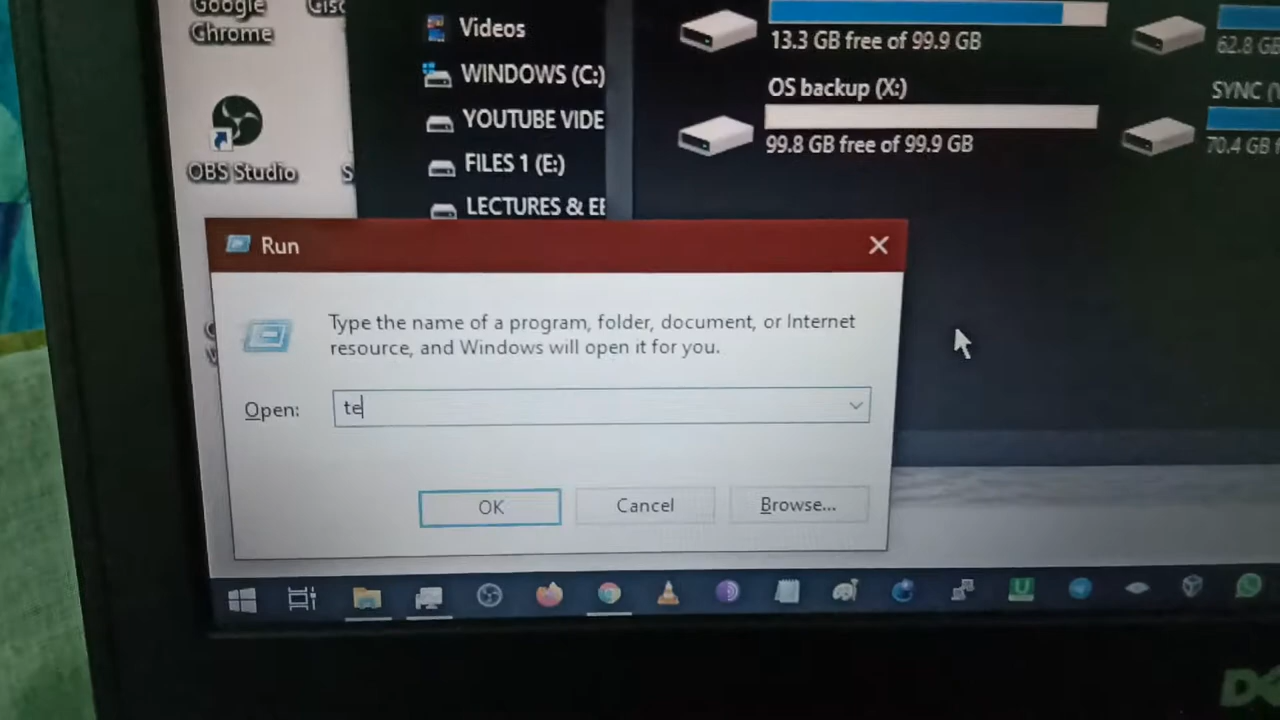 Google
Chrome
Videos
13.3 GB free of 99.9 GB
62.8 GB
WINDOWS (C:)
OS backup (X:)
SYNC (
YOUTUBE VIDE
99.8 GB free of 99.9 GB
70.4 GB
OBS Studio
S
FILES 1 (E:)
LECTURES & EE
Run
Type the name of a program, folder, document, or Internet
resource, and Windows will open it for you.
Open:
te
OK
Cancel
Browse...